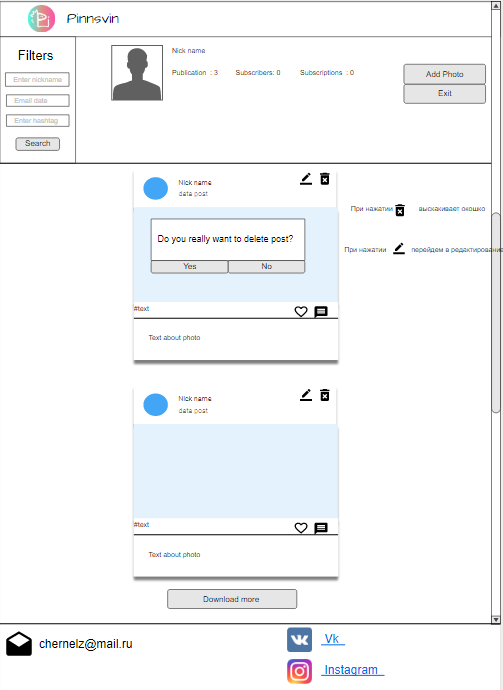 Pinnsvin
Filters
Enter nickname
Email date
Enter hashtag
Search
Nick name
Publication : 3 Subscribers: 0 Subscriptions : 0
Add Photo
Exit
Nick name
data post
Do you really want to delete post?
Yes No
#text
Text about photo
При нажатии выскакивает окошко
При нажатии перейдем в редактирование
Nick name
data post
#text
Text about photo
Download more
chernelz@mail.ru
Vk
Instagram